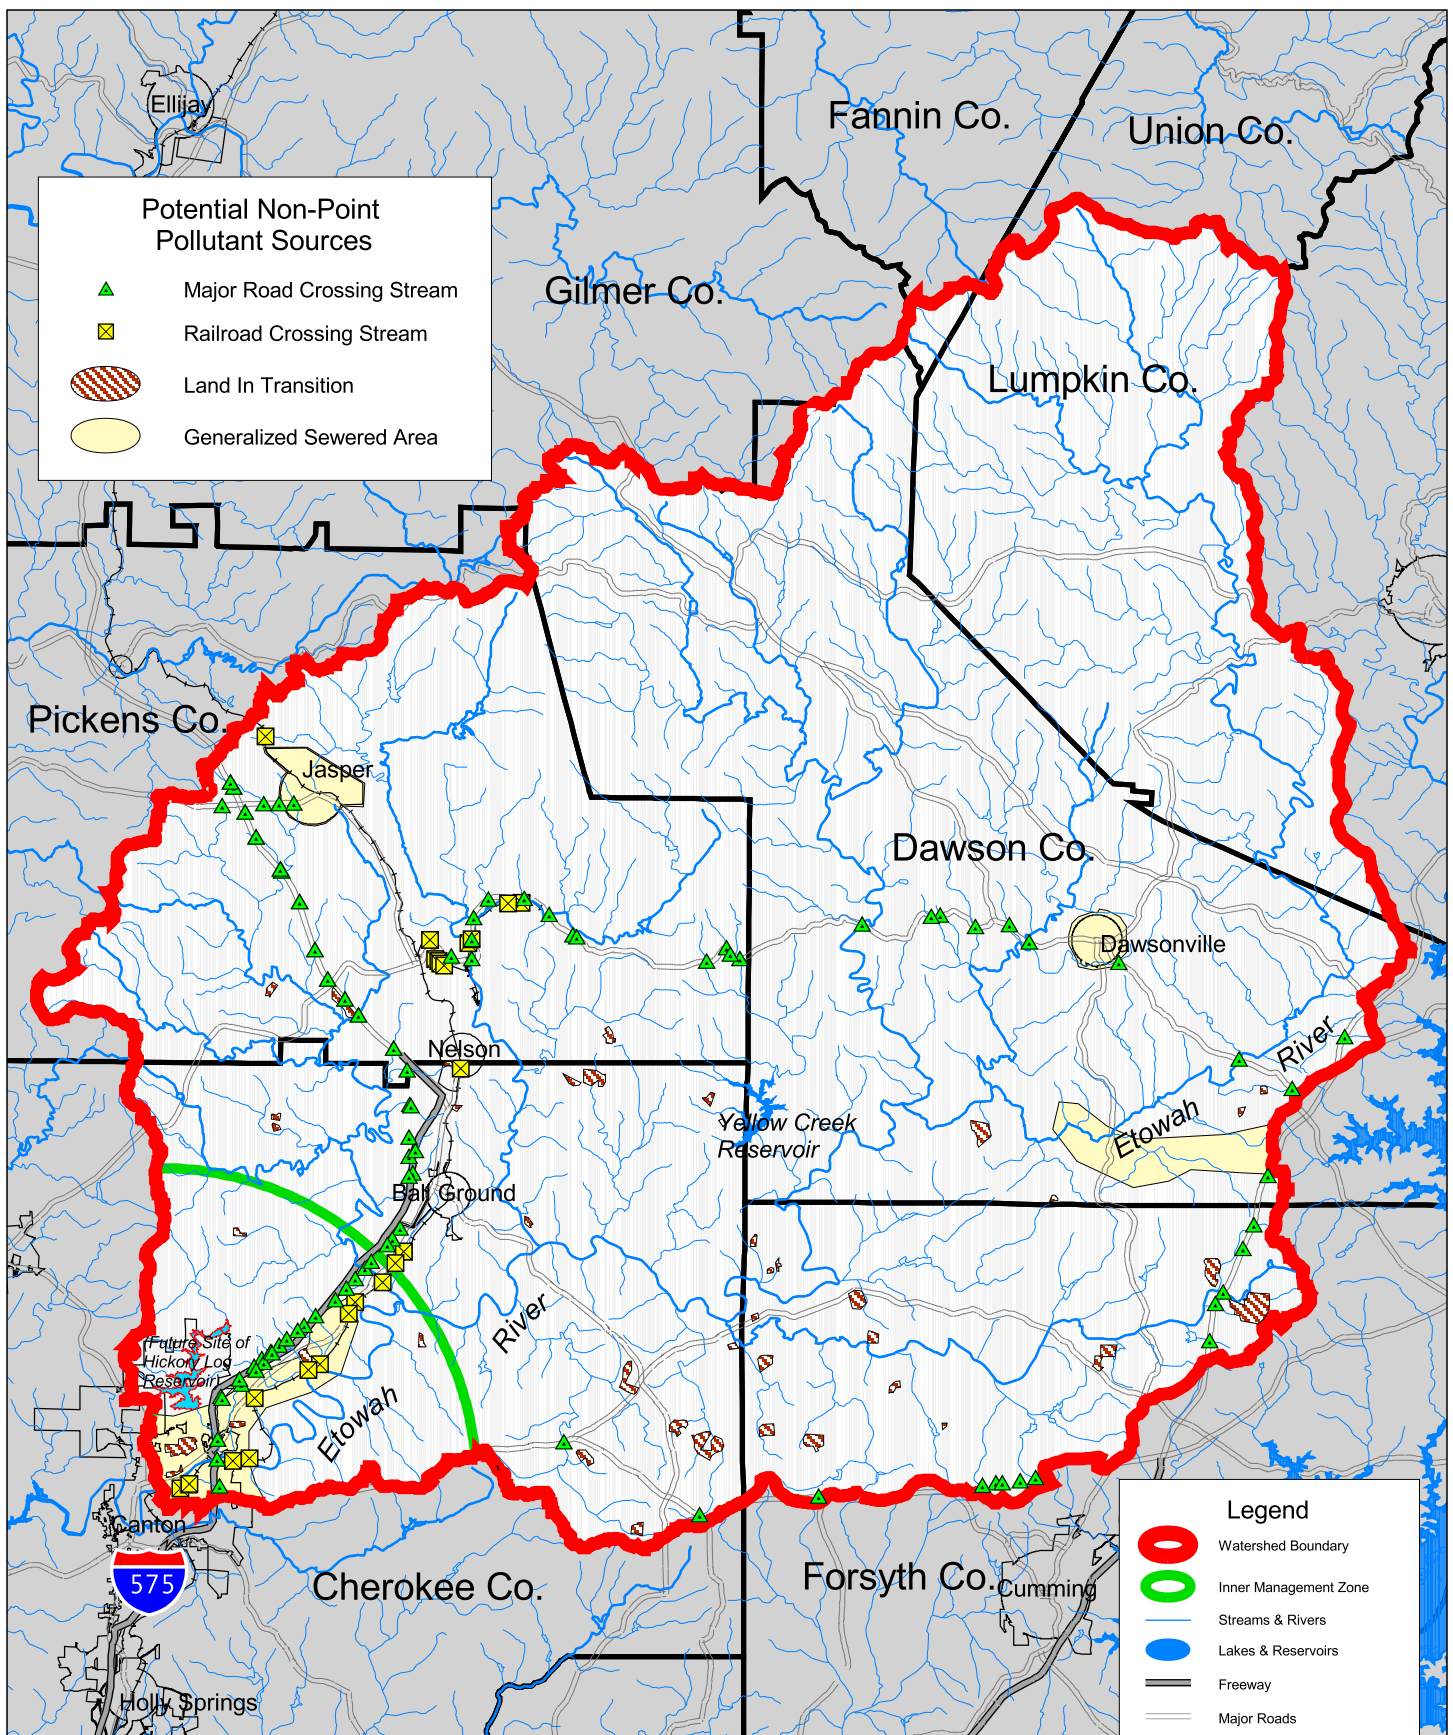 Ellijay
Fannin Co.
Union Co.
Potential Non-Point
Pollutant Sources
Major Road Crossing Stream
Railroad Crossing Stream
Land In Transition
Generalized Sewered Area
Gilmer Co.
Lumpkin Co.
Pickens Co.
Jasper
Dawson Co.
Dawsonville
Nelson
River
Etowah
Yellow Creek
Reservoir
Ball Ground
River
(Future Site of
Hickory Log
Reservoir)
Etowah
Canton
575
Cherokee Co.
Forsyth Co.
Cumming
Holly Springs
Legend
Watershed Boundary
Inner Management Zone
Streams & Rivers
Lakes & Reservoirs
Freeway
Major Roads